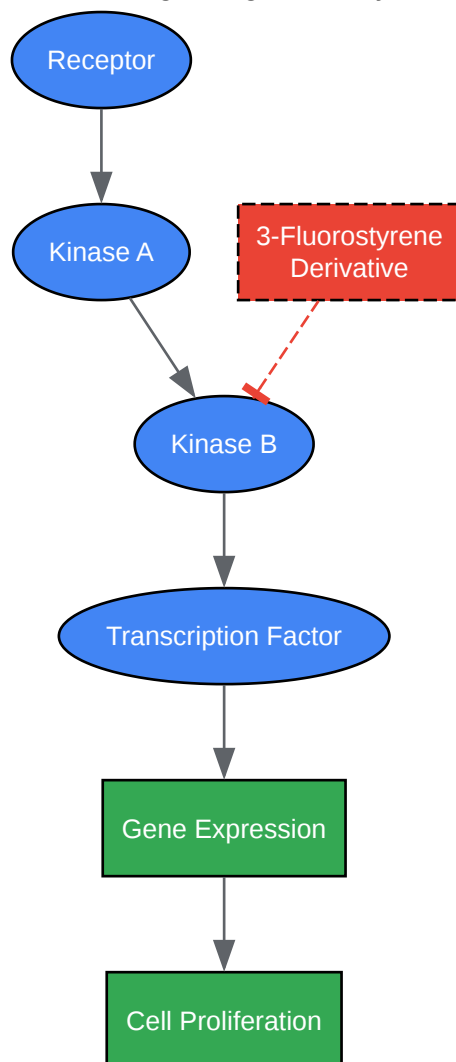 Receptor
Kinase A
3-Fluorostyrene
Derivative
Kinase B
Transcription Factor
Gene Expression
Cell Proliferation